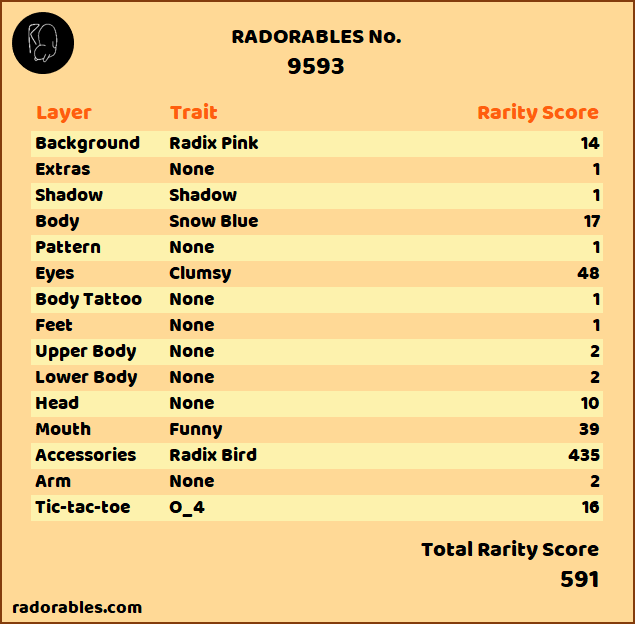 RADORABLES No.
9593
Layer Trait Rarity Score
Background Radix Pink 14
Extras None 1
Shadow Shadow 1
Body Snow Blue 17
Pattern None 1
Eyes Clumsy 48
Body Tattoo None 1
Feet None 1
Upper Body None 2
Lower Body None 2
Head None 10
Mouth Funny 39
Accessories Radix Bird 435
Arm None 2
Tic-tac-toe O_4 16
Total Rarity Score
591
radorables.com